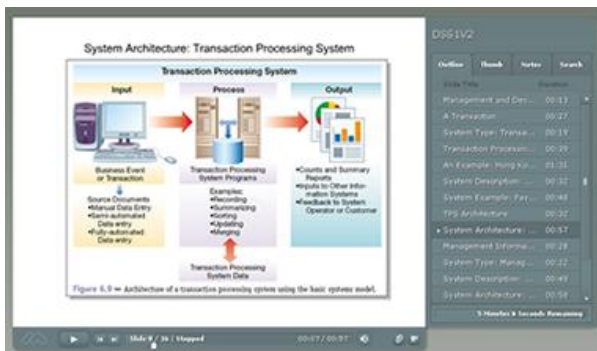 System Architecture: Transaction Processing System
Transaction Processing System
Input
Process
Output
Business Event
or Transaction
Source Documents
•Manual Data Entry
•Semi-automated
Data entry
•Fully-automated
Data entry
Transaction Processing
System Programs
Examples:
•Recording
•Summarizing
•Sorting
•Updating
•Merging
Transaction Processing
System Data
•Counts and Summary
Reports
•Inputs to Other Infor-
mation Systems
•Feedback to System
Operator or Customer
Figure 6.9 Architecture of a transaction processing system using the basic systems model.
DSS1V2
Outline Thumb Notes Search
Slide Title Duration
Management and Dec... 00:13
A Transaction 00:27
System Type: Transa... 00:19
Transaction Processin... 00:39
An Example: Hong Ko... 01:31
System Description: ... 00:32
System Example: Pay... 00:48
TPS Architecture 00:32
System Architecture: ... 00:57
Management Informa... 00:28
System Type: Manag... 00:22
System Description: ... 00:49
System Architecture: ... 00:58
5 Minutes 6 Seconds Remaining
Slide 9 / 36 | Stopped
00:57 / 00:57